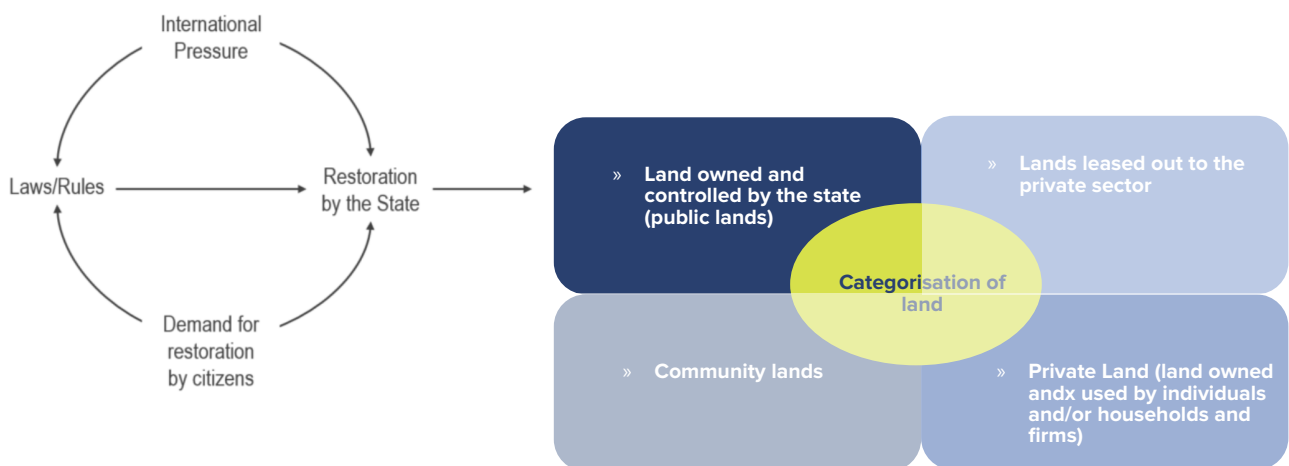 International
Pressure
Laws/Rules
Restoration
by the State
Demand for
restoration
by citizens
» Land owned and
controlled by the state
(public lands)
» Lands leased out to the
private sector
Categorisation of
land
» Community lands
» Private Land (land owned
andx used by individuals
and/or households and
firms)